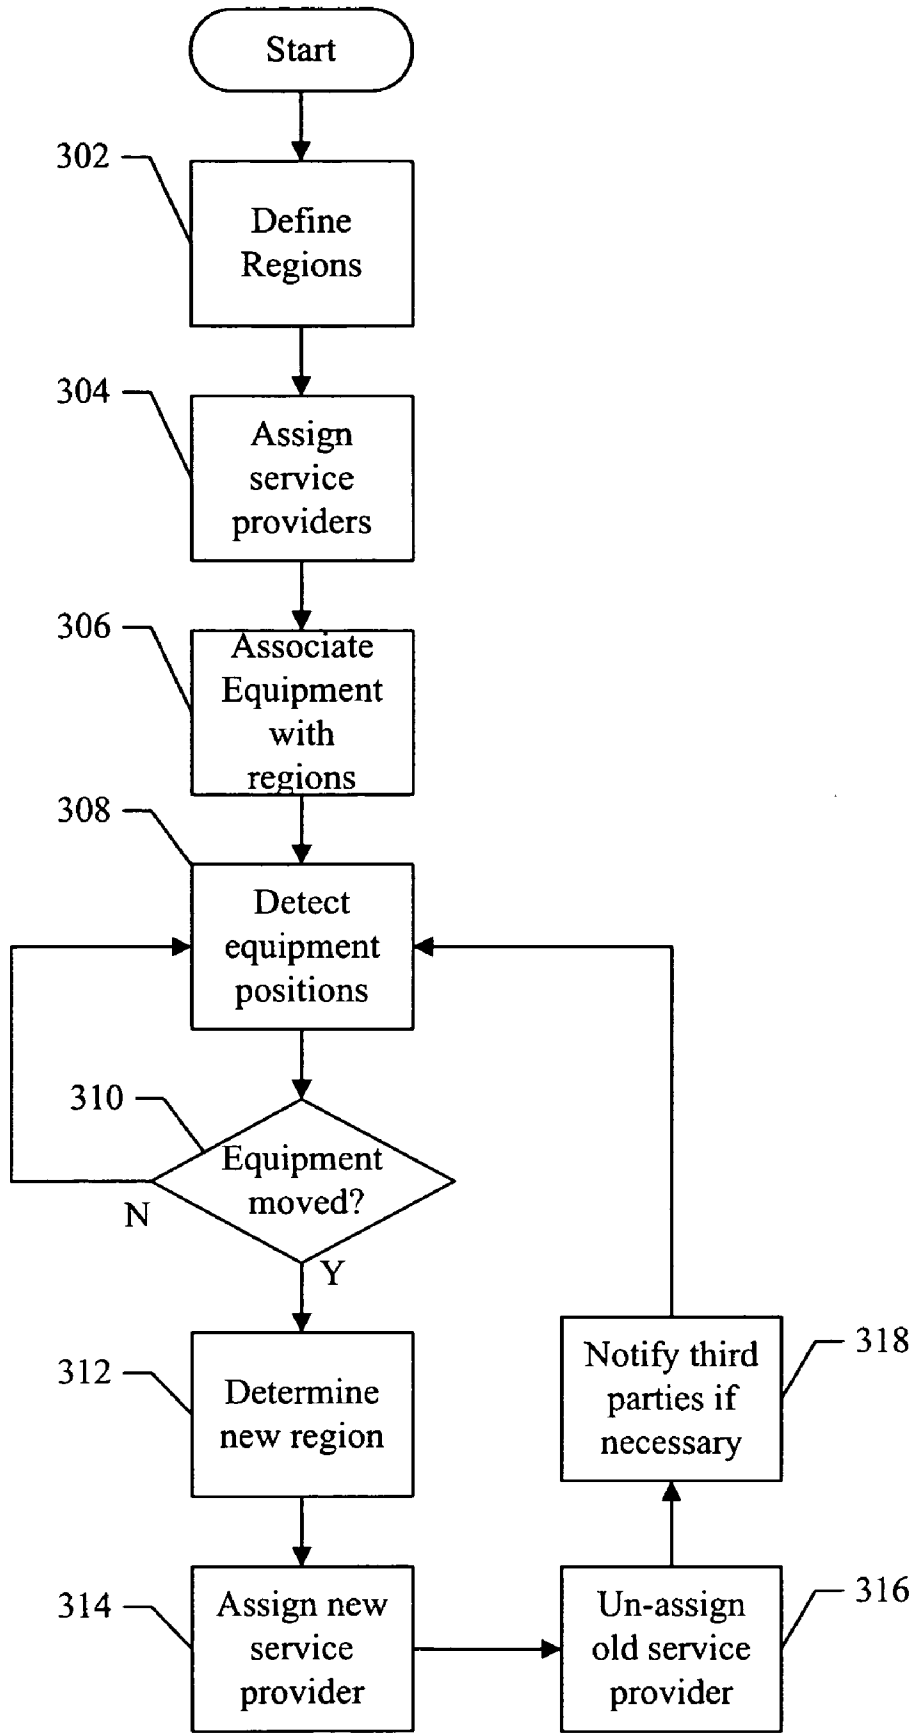 Start
302
Define
Regions
304
Assign
service
providers
306
Associate
Equipment
with
regions
308
Detect
equipment
positions
310
Equipment
moved?
N
Y
312
Determine
new region
314
Assign new
service
provider
316
Un-assign
old service
provider
318
Notify third
parties if
necessary